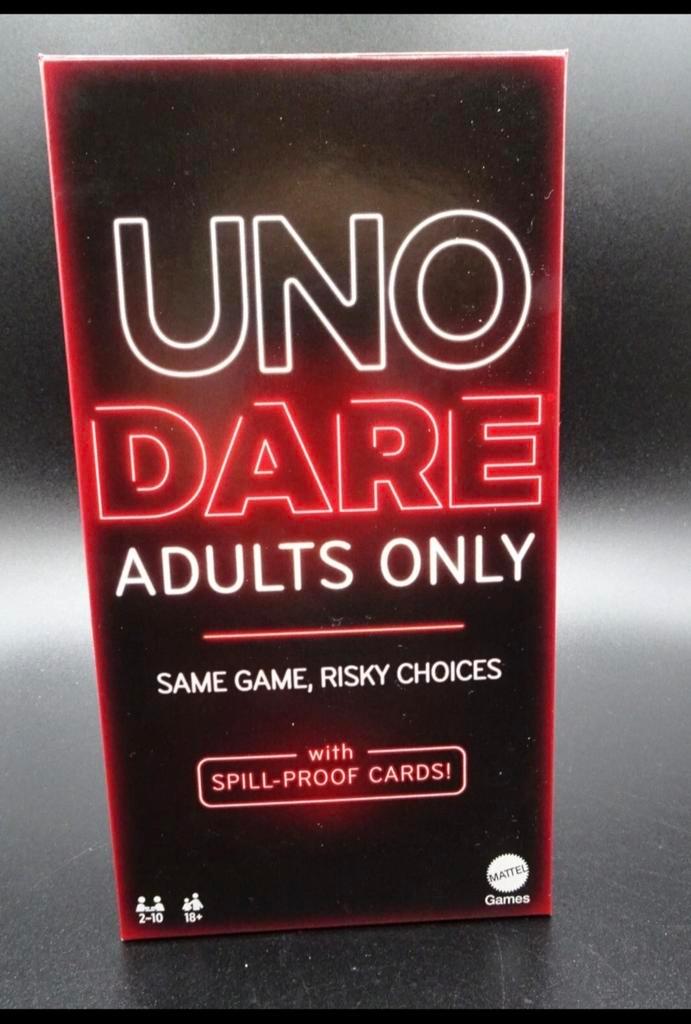 UNO
DARE
ADULTS ONLY
SAME GAME, RISKY CHOICES
with
SPILL-PROOF CARDS!
MATTEL
Games
2-10
18+